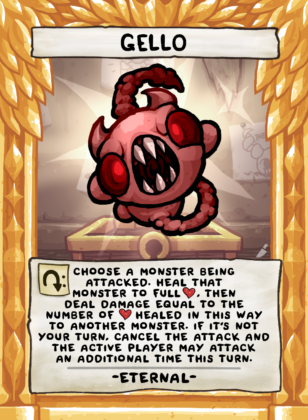 GELLO
CHOOSE A MONSTER BEING
ATTACKED. HEAL THAT
MONSTER TO FULL ❤, THEN
DEAL DAMAGE EQUAL TO THE
NUMBER OF ❤ HEALED IN THIS WAY
TO ANOTHER MONSTER. IF IT'S NOT
YOUR TURN, CANCEL THE ATTACK AND
THE ACTIVE PLAYER MAY ATTACK
AN ADDITIONAL TIME THIS TURN.
-ETERNAL-